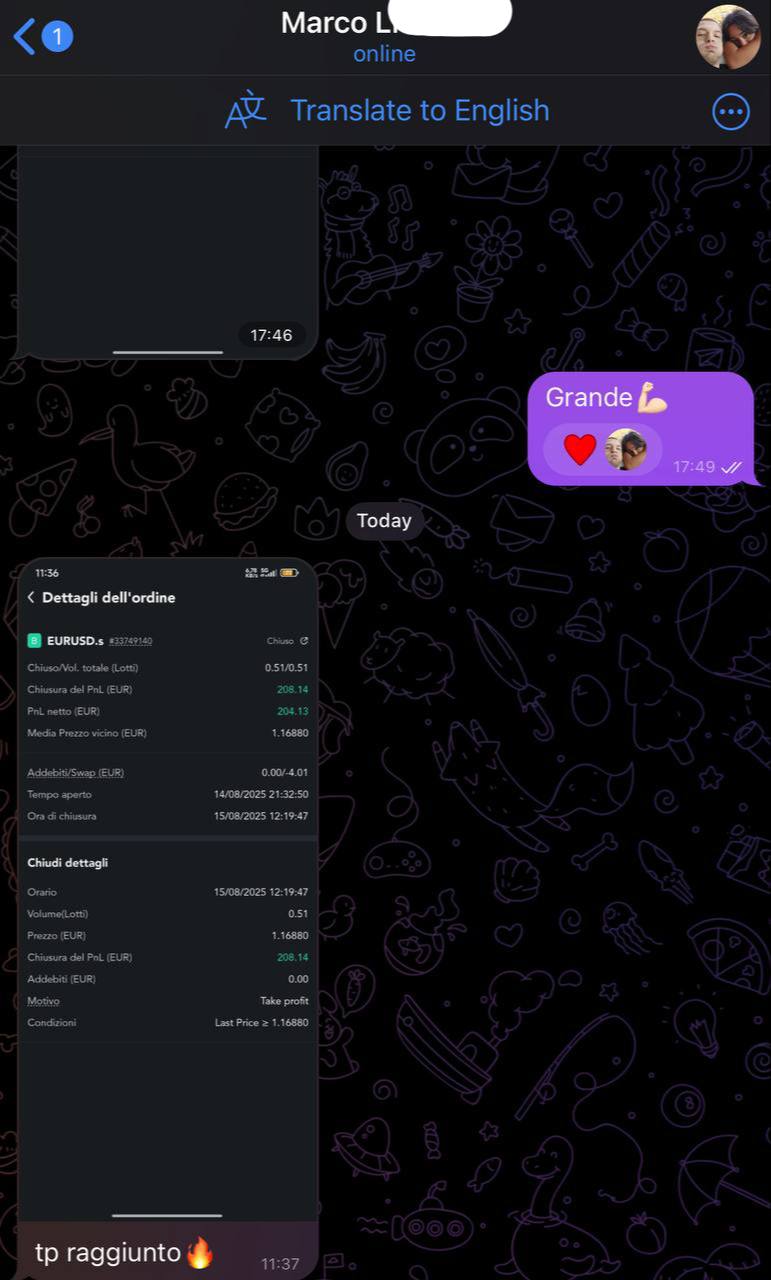 1
Marco L
online
Translate to English
17:46
Grande💪🏻
17:49
Today
11:36
Dettagli dell'ordine
B EURUSD.s #33749140 Chiuso
Chiuso/Vol. totale (Lotti) 0.51/0.51
Chiusura del PnL (EUR) 208.14
PnL netto (EUR) 204.13
Media Prezzo vicino (EUR) 1.16880
Addebiti/Swap (EUR) 0.00/-4.01
Tempo aperto 14/08/2025 21:32:50
Ora di chiusura 15/08/2025 12:19:47
Chiudi dettagli
Orario 15/08/2025 12:19:47
Volume(Lotti) 0.51
Prezzo (EUR) 1.16880
Chiusura del PnL (EUR) 208.14
Addebiti (EUR) 0.00
Motivo Take profit
Condizioni Last Price ≥ 1.16880
tp raggiunto🔥
11:37